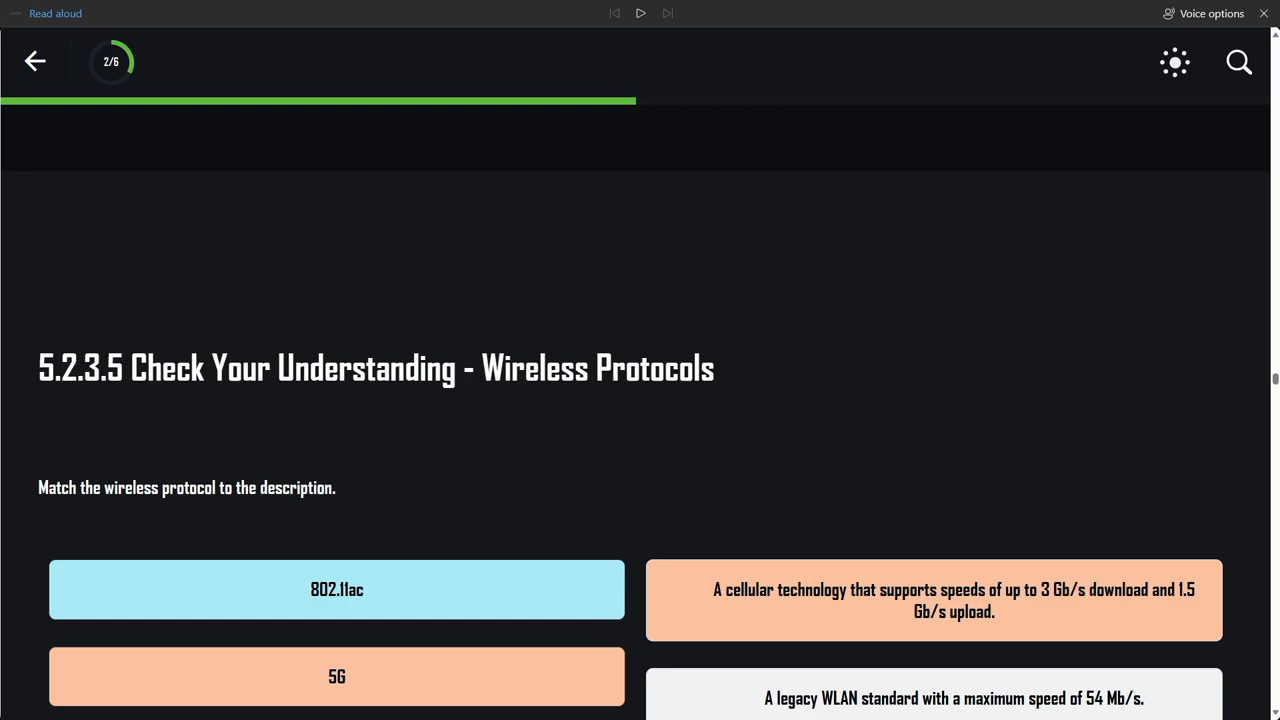 Read aloud
Voice options
2/6
5.2.3.5 Check Your Understanding - Wireless Protocols
Match the wireless protocol to the description.
802.11ac
A cellular technology that supports speeds of up to 3 Gb/s download and 1.5
Gb/s upload.
5G
A legacy WLAN standard with a maximum speed of 54 Mb/s.